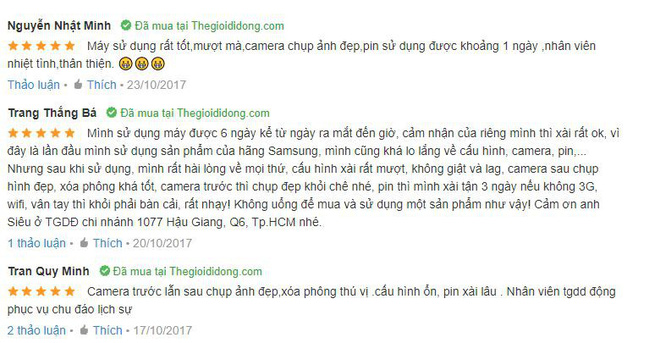 Nguyễn Nhật Minh Đã mua tại Thegioididong.com
Máy sử dụng rất tốt,mượt mà,camera chụp ảnh đẹp,pin sử dụng được khoảng 1 ngày ,nhân viên
nhiệt tình,thân thiện.
Thảo luận • Thích • 23/10/2017
Trang Thắng Bá Đã mua tại Thegioididong.com
Mình sử dụng máy được 6 ngày kể từ ngày ra mắt đến giờ, cảm nhận của riêng mình thì xài rất ok, vì
đây là lần đầu mình sử dụng sản phẩm của hãng Samsung, mình cũng khá lo lắng về cấu hình, camera, pin,...
Nhưng sau khi sử dụng, mình rất hài lòng về mọi thứ, cấu hình xài rất mượt, không giật và lag, camera sau chụp
hình đẹp, xóa phông khá tốt, camera trước thì chụp đẹp khỏi chê nhé, pin thì mình xài tận 3 ngày nếu không 3G,
wifi, vân tay thì khỏi phải bàn cải, rất nhạy! Không uổng để mua và sử dụng một sản phẩm như vậy! Cảm ơn anh
Siêu ở TGDĐ chi nhánh 1077 Hậu Giang, Q6, Tp.HCM nhé.
1 thảo luận • Thích • 20/10/2017
Tran Quy Minh Đã mua tại Thegioididong.com
Camera trước lẫn sau chụp ảnh đẹp,xóa phông thú vị .cấu hình ổn, pin xài lâu . Nhân viên tgdd động
phục vụ chu đáo lịch sự
2 thảo luận • Thích • 17/10/2017